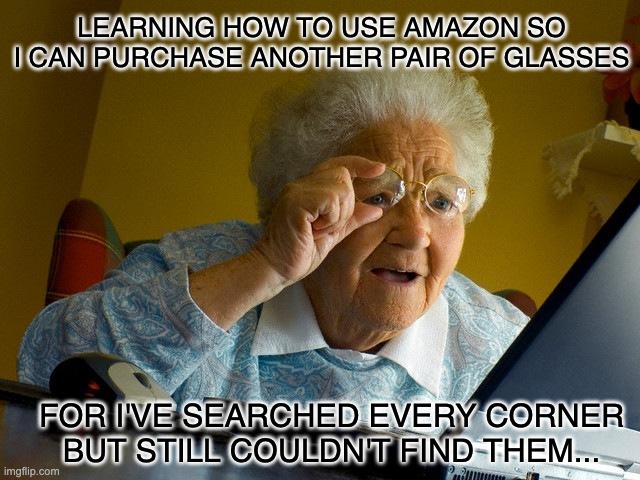 LEARNING HOW TO USE AMAZON SO
I CAN PURCHASE ANOTHER PAIR OF GLASSES
FOR I'VE SEARCHED EVERY CORNER
BUT STILL COULDN'T FIND THEM...
imgflip.com